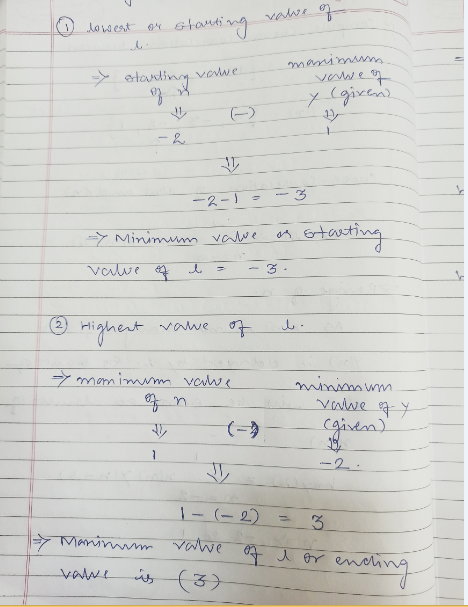 ① lowest or starting value of
l.
⇒ starting value maximum
of n value of
y (given)
⇓ (-) ⇓
-2 1
⇓
-2-1 = -3
⇒ Minimum value or starting
value of l = -3.
② Highest value of l.
⇒ maximum value minimum
of n value of y
(given)
⇓ (-) ⇓
1 -2.
⇓
1-(-2) = 3
⇒ Maximum value of l or ending
value is (3)